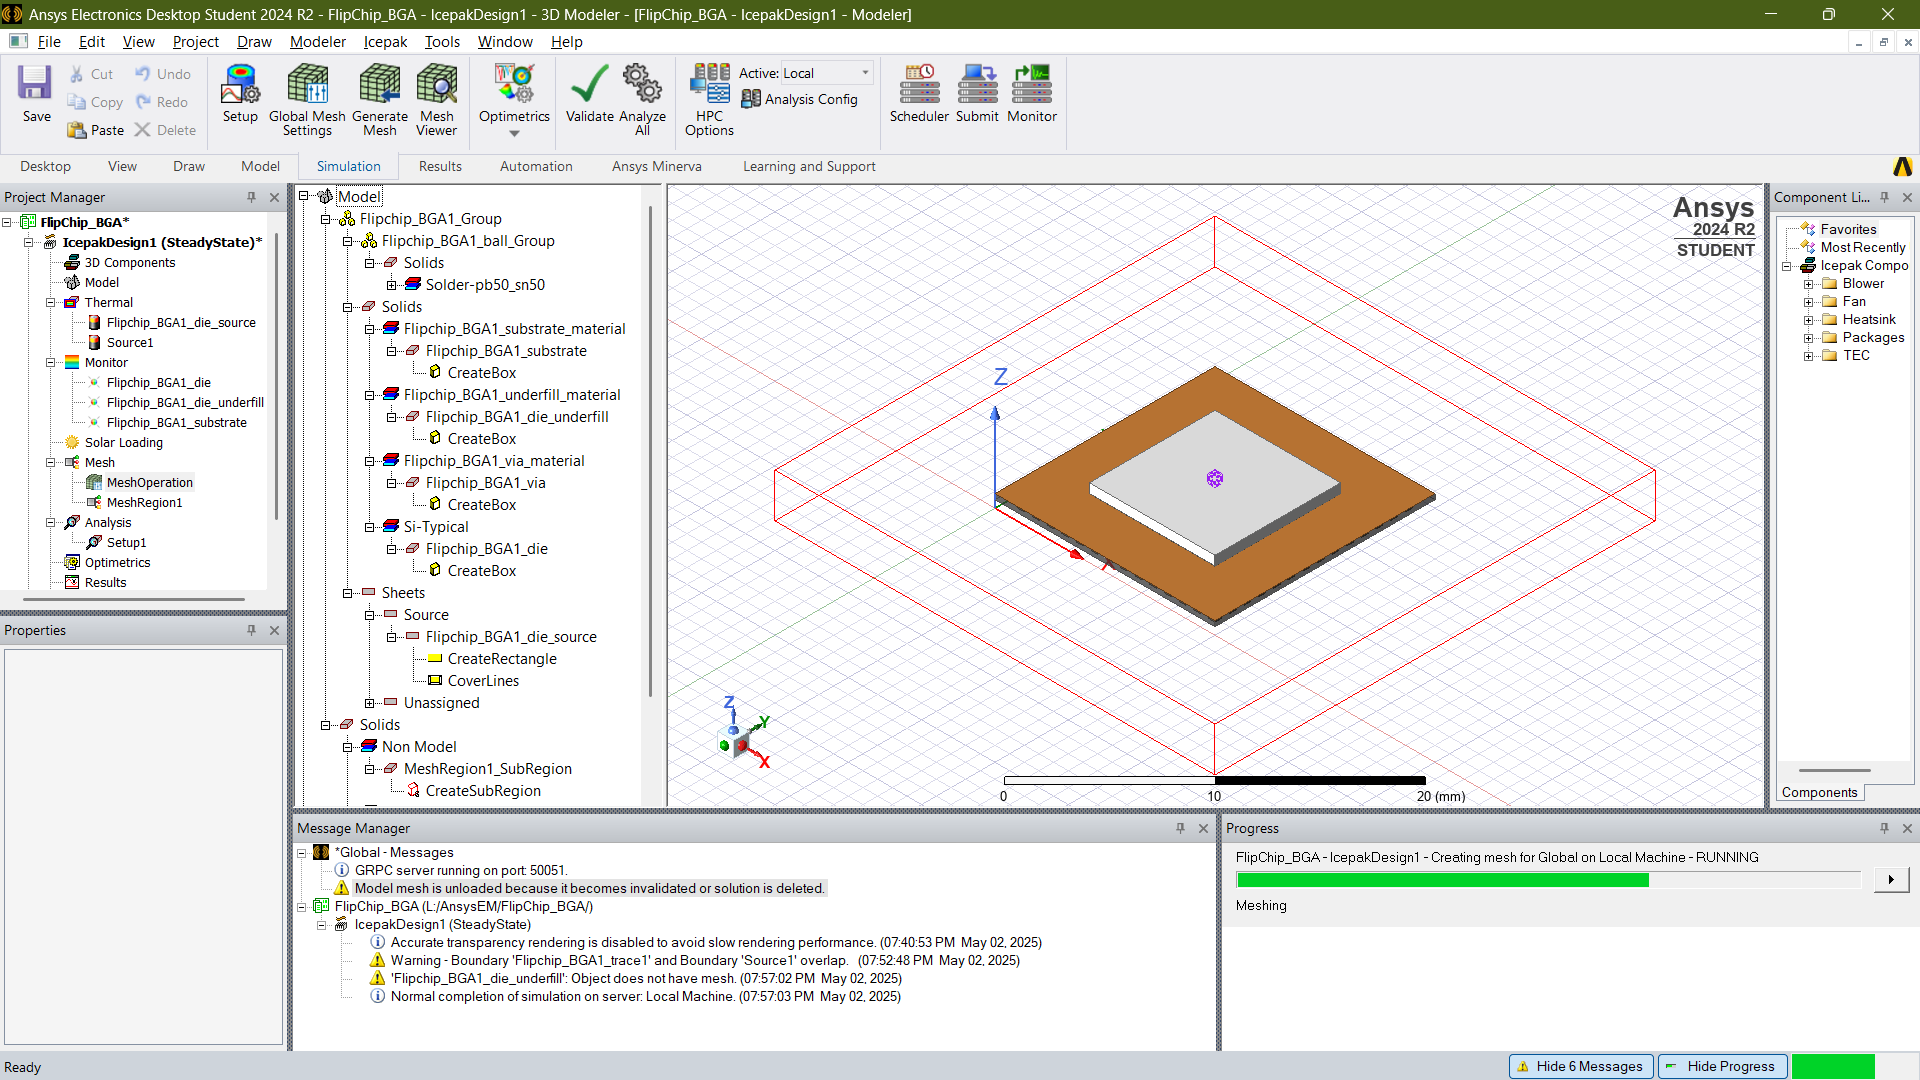 Ansys Electronics Desktop Student 2024 R2 - FlipChip_BGA - IcepakDesign1 - 3D Modeler - [FlipChip_BGA - IcepakDesign1 - Modeler]
File Edit View Project Draw Modeler Icepak Tools Window Help
Save
Cut
Copy
Paste
Undo
Redo
Delete
Setup
Global Mesh Settings
Generate Mesh
Mesh Viewer
Optimetrics
Validate
Analyze All
HPC Options
Active: Local
Analysis Config
Scheduler
Submit
Monitor
Desktop View Draw Model Simulation Results Automation Ansys Minerva Learning and Support
Project Manager
FlipChip_BGA*
IcepakDesign1 (SteadyState)*
3D Components
Model
Thermal
Flipchip_BGA1_die_source
Source1
Monitor
Flipchip_BGA1_die
Flipchip_BGA1_die_underfill
Flipchip_BGA1_substrate
Solar Loading
Mesh
MeshOperation
MeshRegion1
Analysis
Setup1
Optimetrics
Results
Properties
Model
Flipchip_BGA1_Group
Flipchip_BGA1_ball_Group
Solids
Solder-pb50_sn50
Solids
Flipchip_BGA1_substrate_material
Flipchip_BGA1_substrate
CreateBox
Flipchip_BGA1_underfill_material
Flipchip_BGA1_die_underfill
CreateBox
Flipchip_BGA1_via_material
Flipchip_BGA1_via
CreateBox
Si-Typical
Flipchip_BGA1_die
CreateBox
Sheets
Source
Flipchip_BGA1_die_source
CreateRectangle
CoverLines
Unassigned
Solids
Non Model
MeshRegion1_SubRegion
CreateSubRegion
Ansys
2024 R2
STUDENT
Z
X
Z
Y
X
0 10 20 (mm)
Component Li...
Favorites
Most Recently
Icepak Compo
Blower
Fan
Heatsink
Packages
TEC
Components
Message Manager
*Global - Messages
GRPC server running on port: 50051.
Model mesh is unloaded because it becomes invalidated or solution is deleted.
FlipChip_BGA (L:/AnsysEM/FlipChip_BGA/)
IcepakDesign1 (SteadyState)
Accurate transparency rendering is disabled to avoid slow rendering performance. (07:40:53 PM May 02, 2025)
Warning - Boundary 'Flipchip_BGA1_trace1' and Boundary 'Source1' overlap. (07:52:48 PM May 02, 2025)
'Flipchip_BGA1_die_underfill': Object does not have mesh. (07:57:02 PM May 02, 2025)
Normal completion of simulation on server: Local Machine. (07:57:03 PM May 02, 2025)
Progress
FlipChip_BGA - IcepakDesign1 - Creating mesh for Global on Local Machine - RUNNING
Meshing
Ready
Hide 6 Messages
Hide Progress